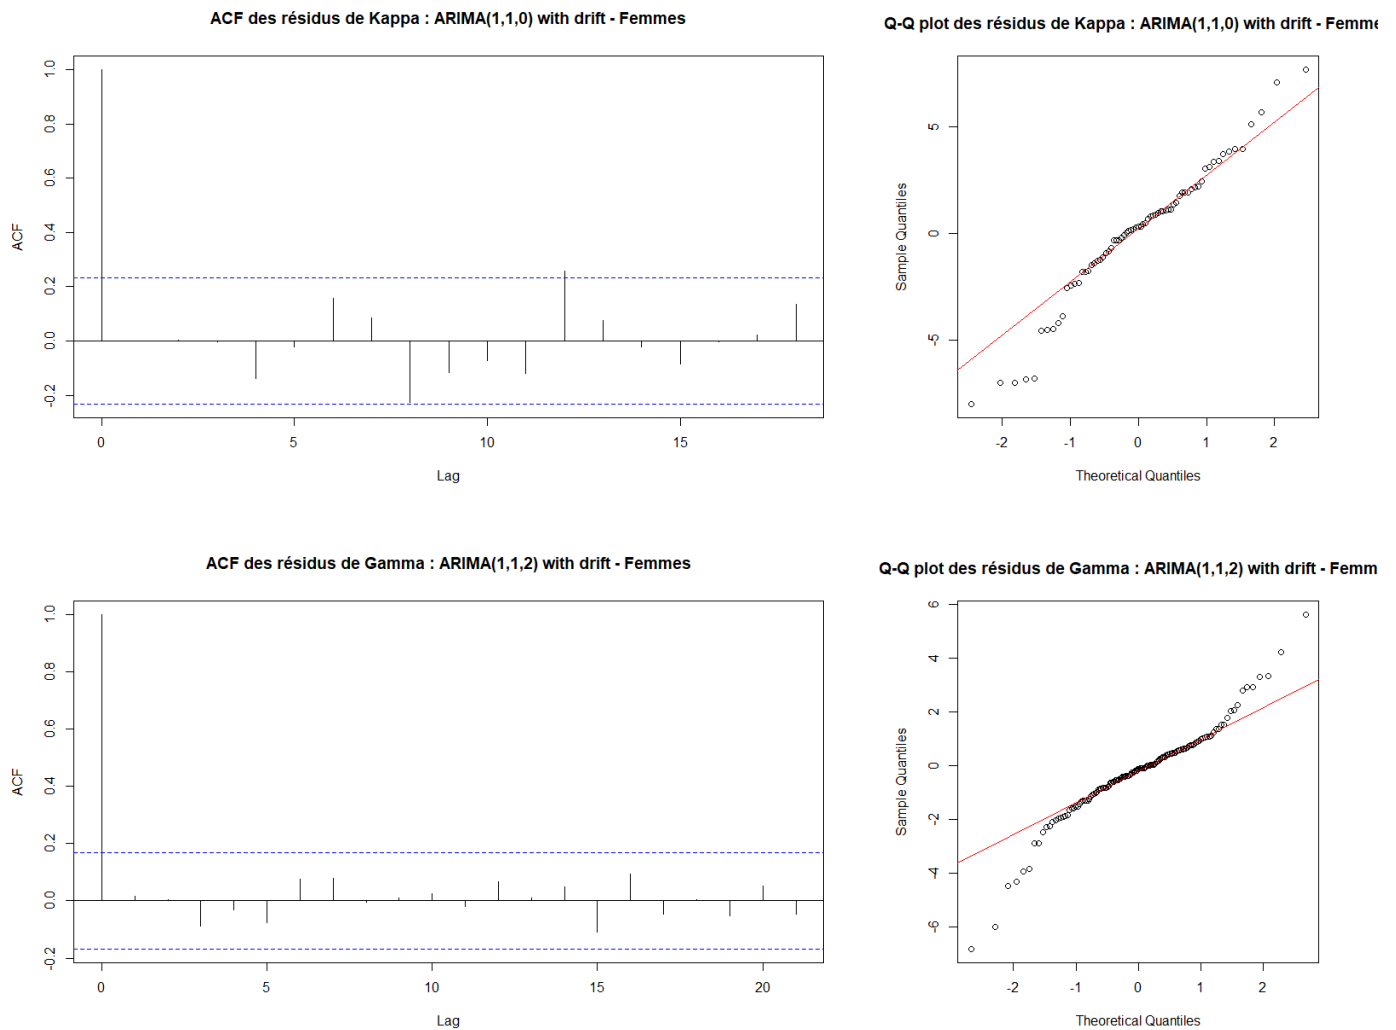 ACF des résidus de Kappa : ARIMA(1,1,0) with drift - Femmes
ACF
1.0
0.8
0.6
0.4
0.2
0.0
-0.2
0 5 10 15
Lag
Q-Q plot des résidus de Kappa : ARIMA(1,1,0) with drift - Femme
Sample Quantiles
5
0
-5
-2 -1 0 1 2
Theoretical Quantiles
ACF des résidus de Gamma : ARIMA(1,1,2) with drift - Femmes
ACF
1.0
0.8
0.6
0.4
0.2
0.0
-0.2
0 5 10 15 20
Lag
Q-Q plot des résidus de Gamma : ARIMA(1,1,2) with drift - Femm
Sample Quantiles
6
4
2
0
-2
-4
-6
-2 -1 0 1 2
Theoretical Quantiles